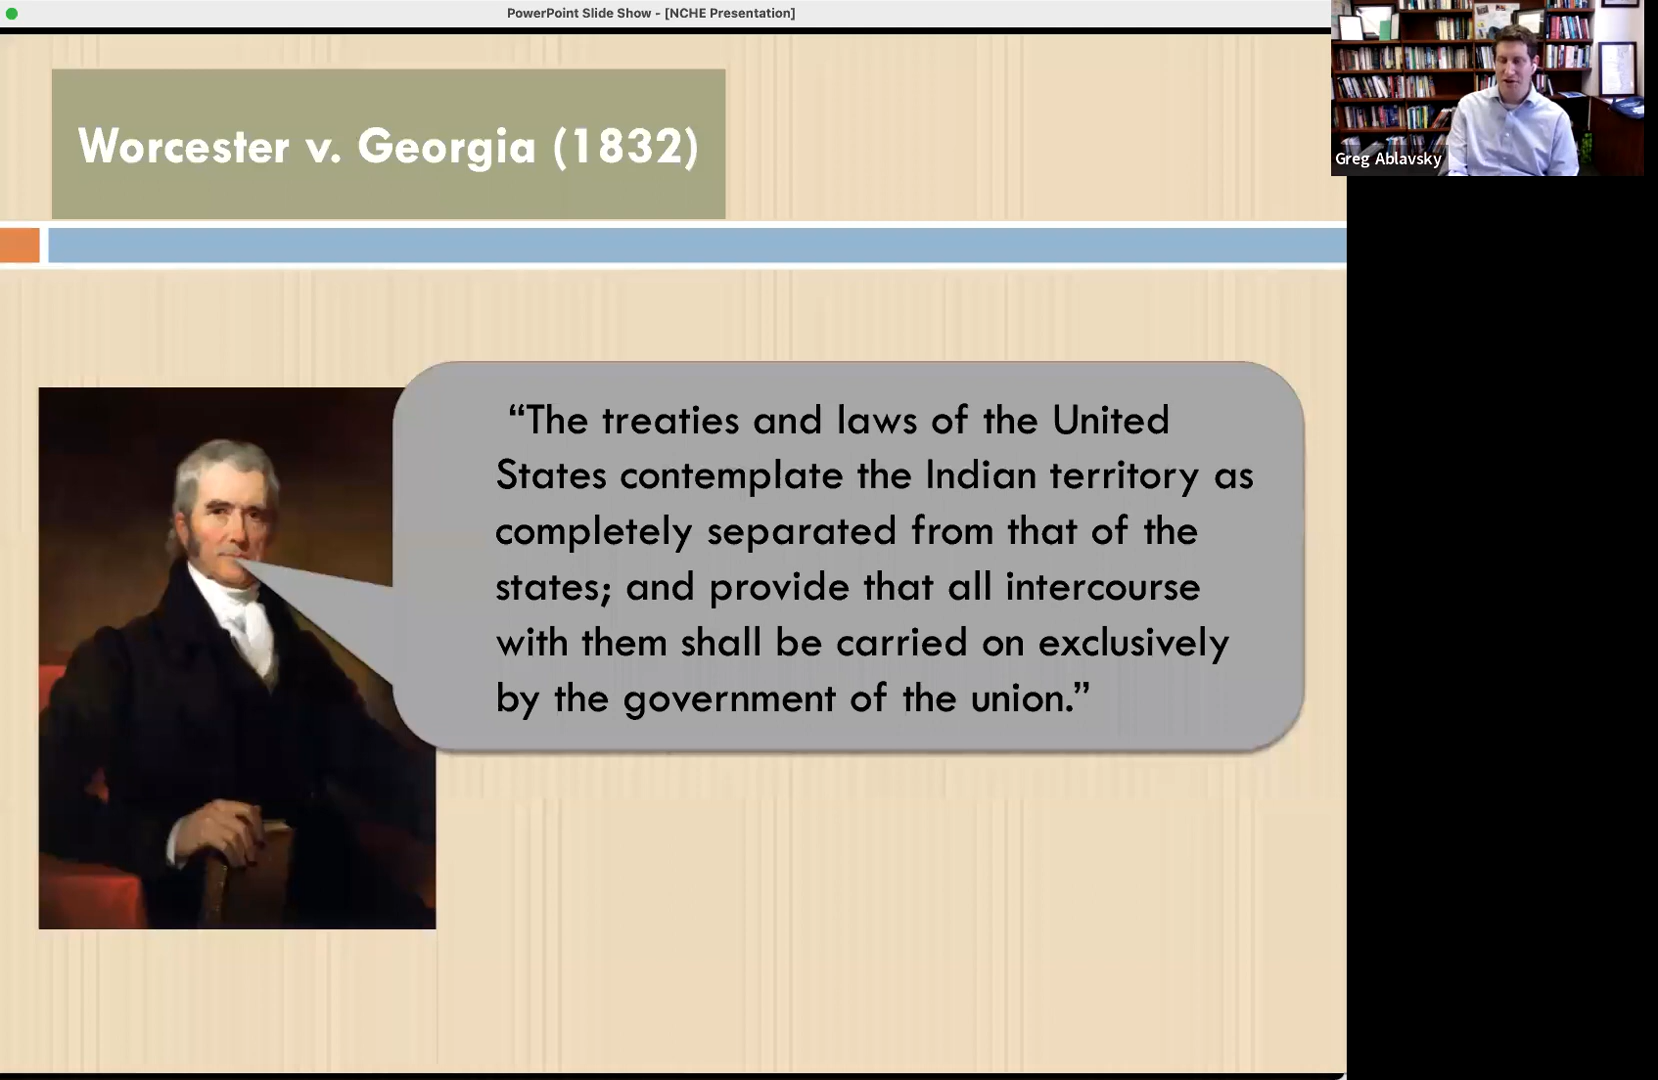 PowerPoint Slide Show - [NCHE Presentation]
Worcester v. Georgia (1832)
Greg Ablavsky
“The treaties and laws of the United
States contemplate the Indian territory as
completely separated from that of the
states; and provide that all intercourse
with them shall be carried on exclusively
by the government of the union.”